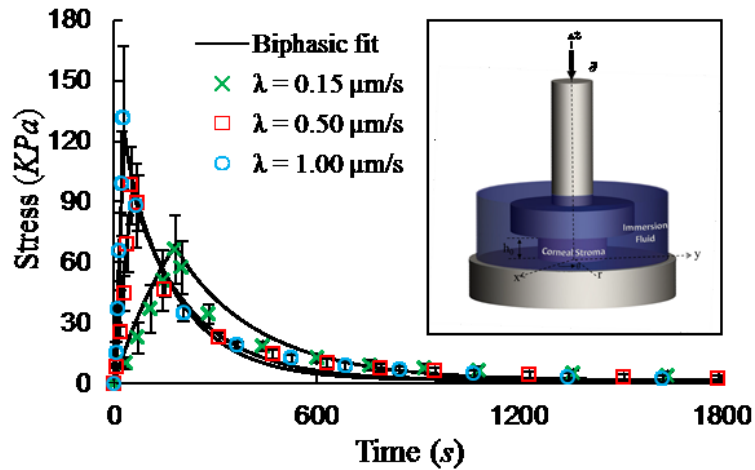 180
150
120
90
60
30
0
Stress (KPa)
Biphasic fit
λ = 0.15 μm/s
λ = 0.50 μm/s
λ = 1.00 μm/s
Immersion
Fluid
Corneal Stroma
y
x
r
0
600
1200
1800
Time (s)